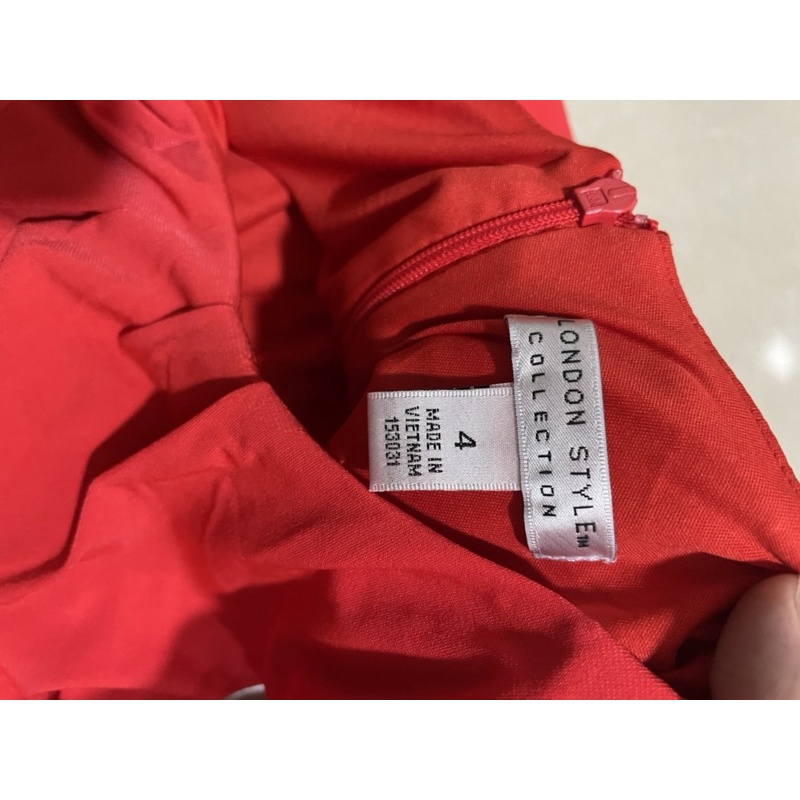 LONDON STYLE™
COLLECTION
4
MADE IN
VIETNAM
153031